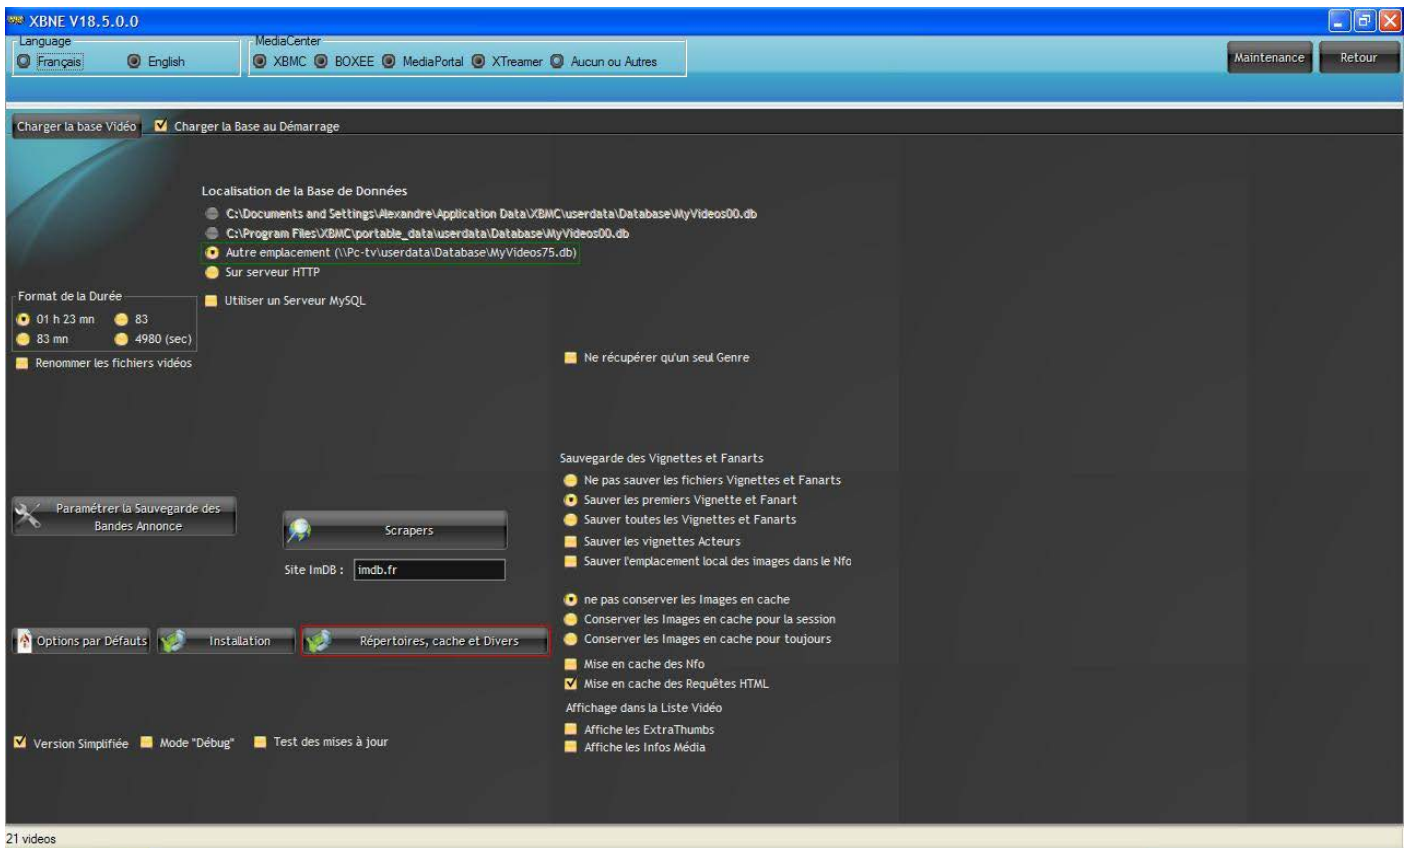 XBNE V18.5.0.0
Language
Français English
MediaCenter
XBMC BOXEE MediaPortal XTreamer Aucun ou Autres
Maintenance Retour
Charger la base Vidéo Charger la Base au Démarrage
Localisation de la Base de Données
C:\Documents and Settings\Alexandre\Application Data\XBMC\userdata\Database\MyVideos00.db
C:\Program Files\XBMC\portable_data\userdata\Database\MyVideos00.db
Autre emplacement (\\Pc-tv\userdata\Database\MyVideos75.db)
Sur serveur HTTP
Utiliser un Serveur MySQL
Format de la Durée
01 h 23 mn 83
83 mn 4980 (sec)
Renommer les fichiers vidéos
Ne récupérer qu'un seul Genre
Sauvegarde des Vignettes et Fanarts
Ne pas sauver les fichiers Vignettes et Fanarts
Sauver les premiers Vignette et Fanart
Sauver toutes les Vignettes et Fanarts
Sauver les vignettes Acteurs
Sauver l'emplacement local des images dans le Nfo
Paramétrer la Sauvegarde des
Bandes Annonce
Scrapers
Site ImDB : imdb.fr
ne pas conserver les Images en cache
Conserver les Images en cache pour la session
Conserver les Images en cache pour toujours
Options par Défauts Installation Répertoires, cache et Divers
Mise en cache des Nfo
Mise en cache des Requêtes HTML
Affichage dans la Liste Vidéo
Affiche les ExtraThumbs
Affiche les Infos Média
Version Simplifiée Mode "Débug" Test des mises à jour
21 videos